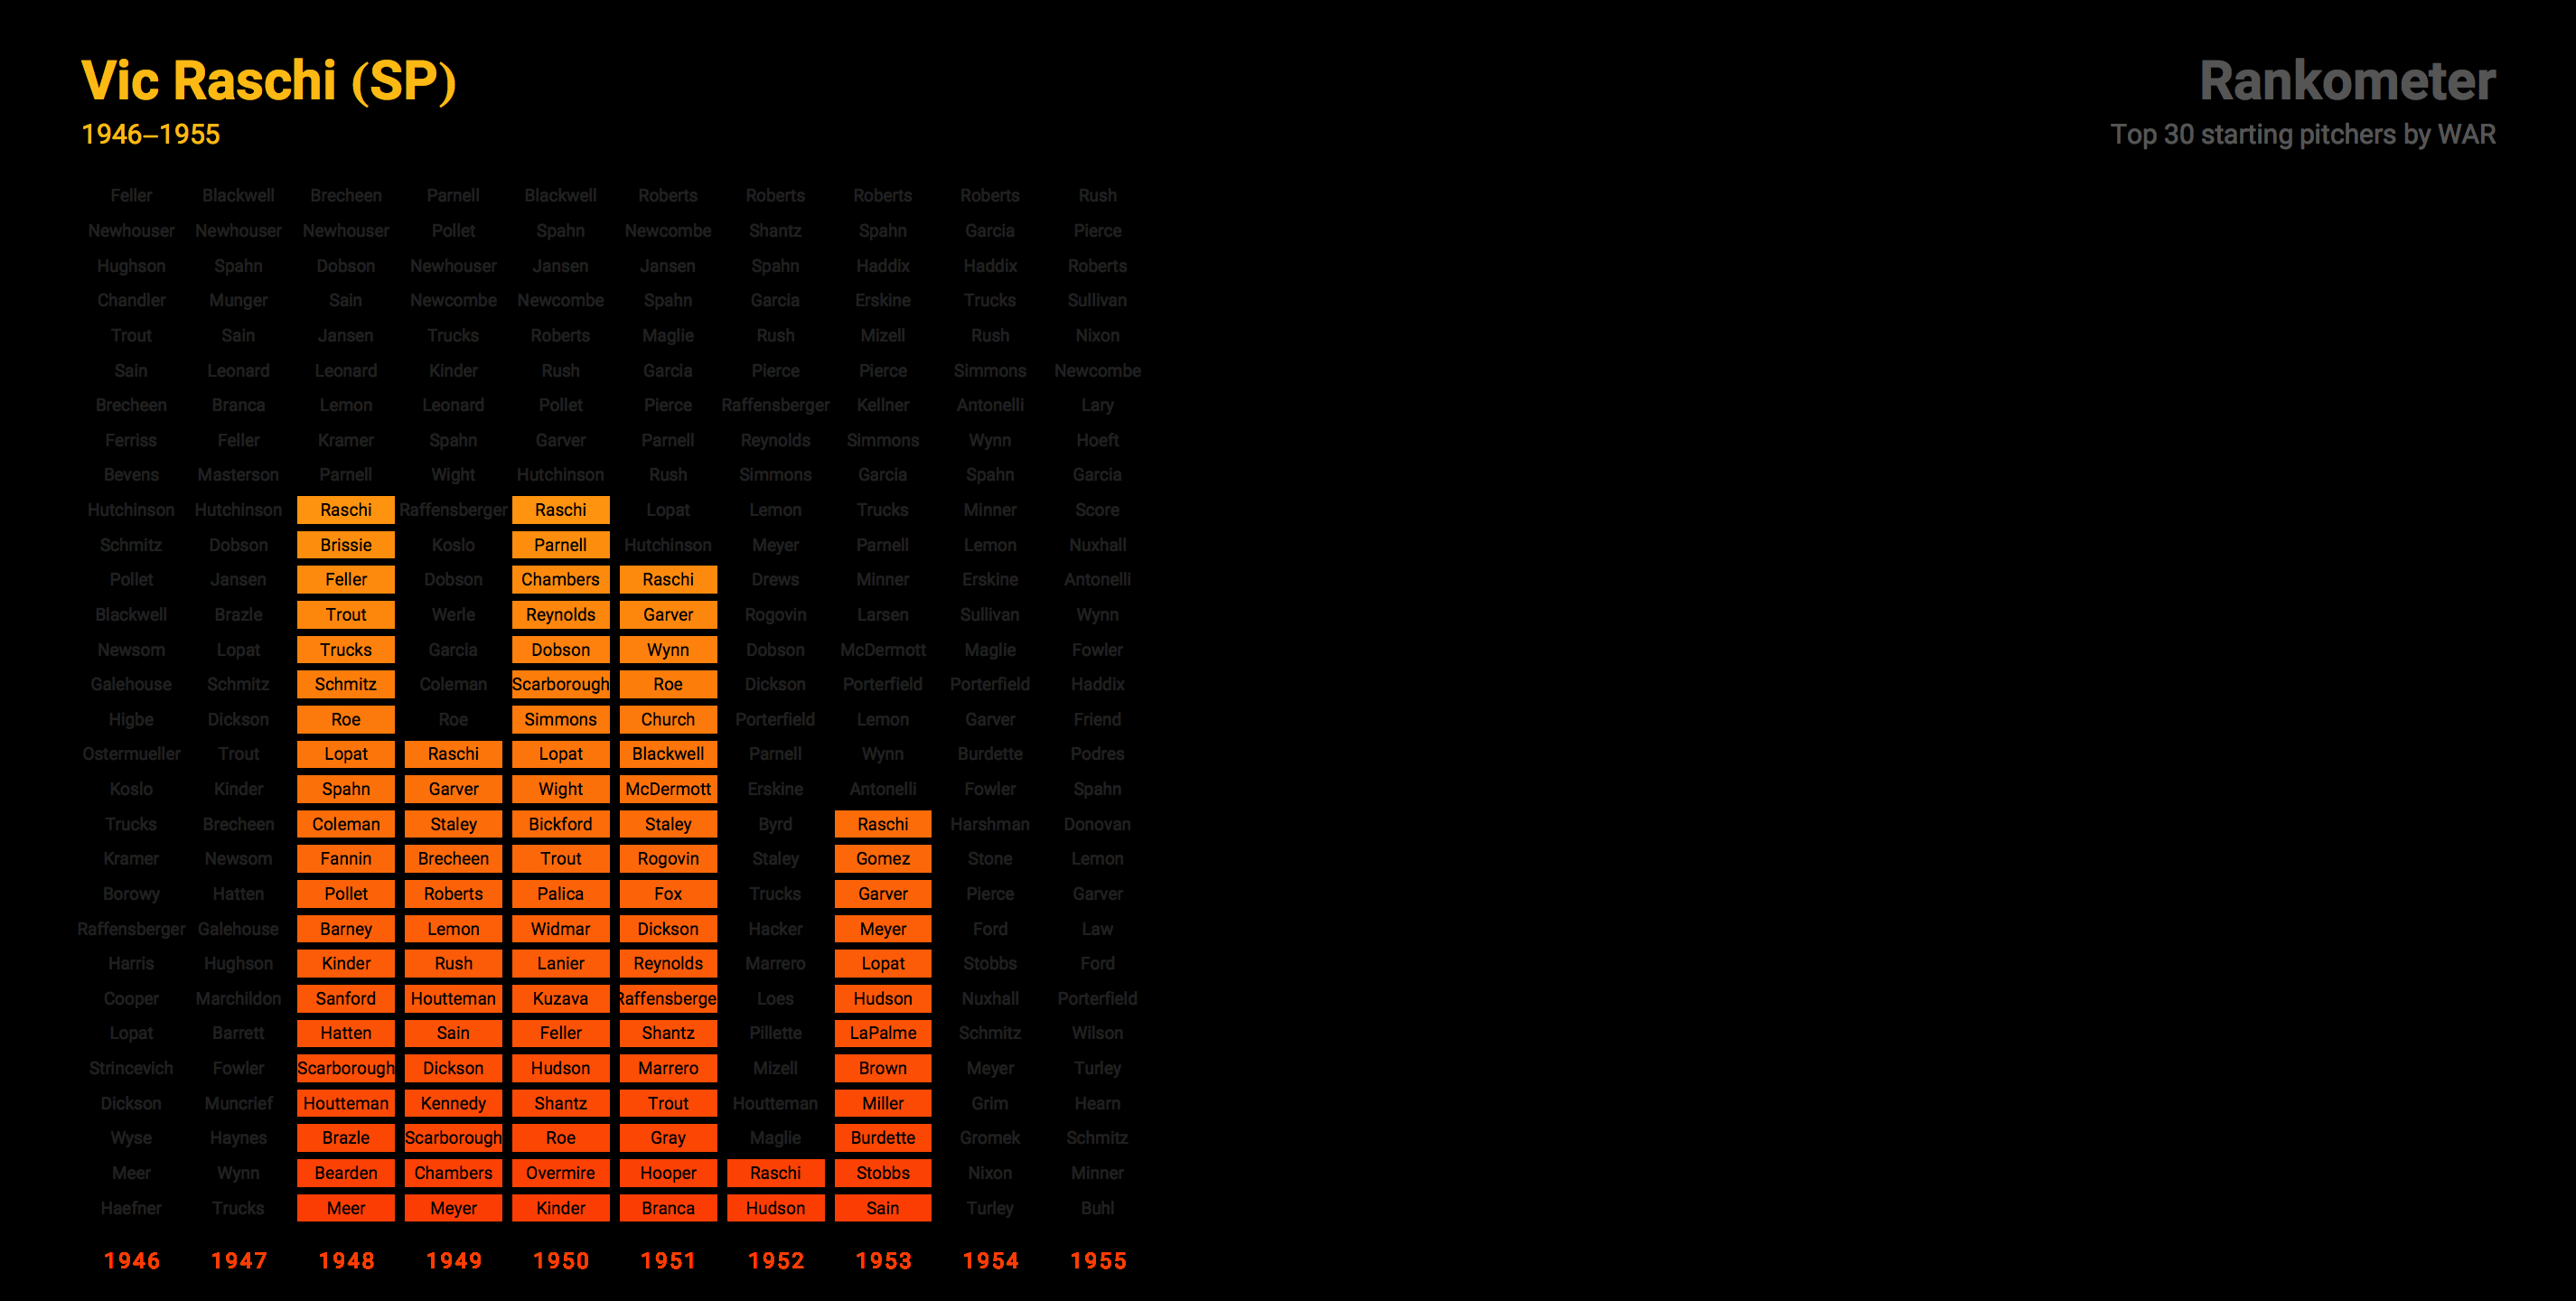 Vic Raschi (SP)
1946–1955
Rankometer
Top 30 starting pitchers by WAR
Feller Blackwell Brecheen Parnell Blackwell Roberts Roberts Roberts Roberts Rush
Newhouser Newhouser Newhouser Pollet Spahn Newcombe Shantz Spahn Garcia Pierce
Hughson Spahn Dobson Newhouser Jansen Jansen Spahn Haddix Haddix Roberts
Chandler Munger Sain Newcombe Newcombe Spahn Garcia Erskine Trucks Sullivan
Trout Sain Jansen Trucks Roberts Maglie Rush Mizell Rush Nixon
Sain Leonard Leonard Kinder Rush Garcia Pierce Pierce Simmons Newcombe
Brecheen Branca Lemon Leonard Pollet Pierce Raffensberger Kellner Antonelli Lary
Ferriss Feller Kramer Spahn Garver Parnell Reynolds Simmons Wynn Hoeft
Bevens Masterson Parnell Wight Hutchinson Rush Simmons Garcia Spahn Garcia
Hutchinson Hutchinson Raschi Raffensberger Raschi Lopat Lemon Trucks Minner Score
Schmitz Dobson Brissie Koslo Parnell Hutchinson Meyer Parnell Lemon Nuxhall
Pollet Jansen Feller Dobson Chambers Raschi Drews Minner Erskine Antonelli
Blackwell Brazle Trout Werle Reynolds Garver Rogovin Larsen Sullivan Wynn
Newsom Lopat Trucks Garcia Dobson Wynn Dobson McDermott Maglie Fowler
Galehouse Schmitz Schmitz Coleman Scarborough Roe Dickson Porterfield Porterfield Haddix
Higbe Dickson Roe Roe Simmons Church Porterfield Lemon Garver Friend
Ostermueller Trout Lopat Raschi Lopat Blackwell Parnell Wynn Burdette Podres
Koslo Kinder Spahn Garver Wight McDermott Erskine Antonelli Fowler Spahn
Trucks Brecheen Coleman Staley Bickford Staley Byrd Raschi Harshman Donovan
Kramer Newsom Fannin Brecheen Trout Rogovin Staley Gomez Stone Lemon
Borowy Hatten Pollet Roberts Palica Fox Trucks Garver Pierce Garver
Raffensberger Galehouse Barney Lemon Widmar Dickson Hacker Meyer Ford Law
Harris Hughson Kinder Rush Lanier Reynolds Marrero Lopat Stobbs Ford
Cooper Marchildon Sanford Houtteman Kuzava Raffensberge Loes Hudson Nuxhall Porterfield
Lopat Barrett Hatten Sain Feller Shantz Pillette LaPalme Schmitz Wilson
Strincevich Fowler Scarborough Dickson Hudson Marrero Mizell Brown Meyer Turley
Dickson Muncrief Houtteman Kennedy Shantz Trout Houtteman Miller Grim Hearn
Wyse Haynes Brazle Scarborough Roe Gray Maglie Burdette Gromek Schmitz
Meer Wynn Bearden Chambers Overmire Hooper Raschi Stobbs Nixon Minner
Haefner Trucks Meer Meyer Kinder Branca Hudson Sain Turley Buhl
1946 1947 1948 1949 1950 1951 1952 1953 1954 1955